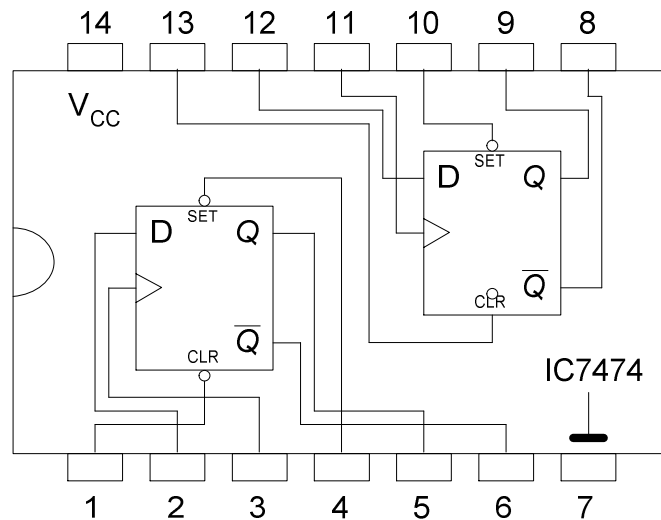 14 13 12 11 10 9 8
VCC
SET
D Q
SET
D Q
Q
CLR
Q
CLR
IC7474
1 2 3 4 5 6 7